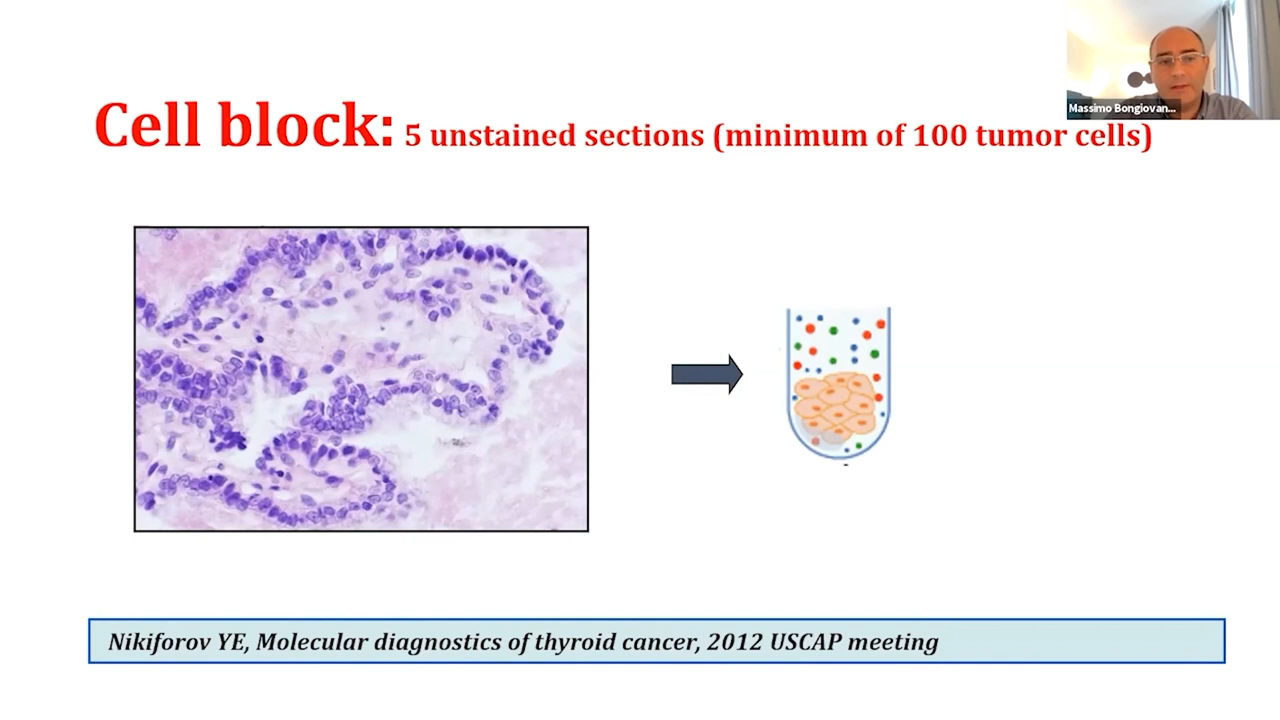 Massimo Bongiovan...
Cell block: 5 unstained sections (minimum of 100 tumor cells)
Nikiforov YE, Molecular diagnostics of thyroid cancer, 2012 USCAP meeting